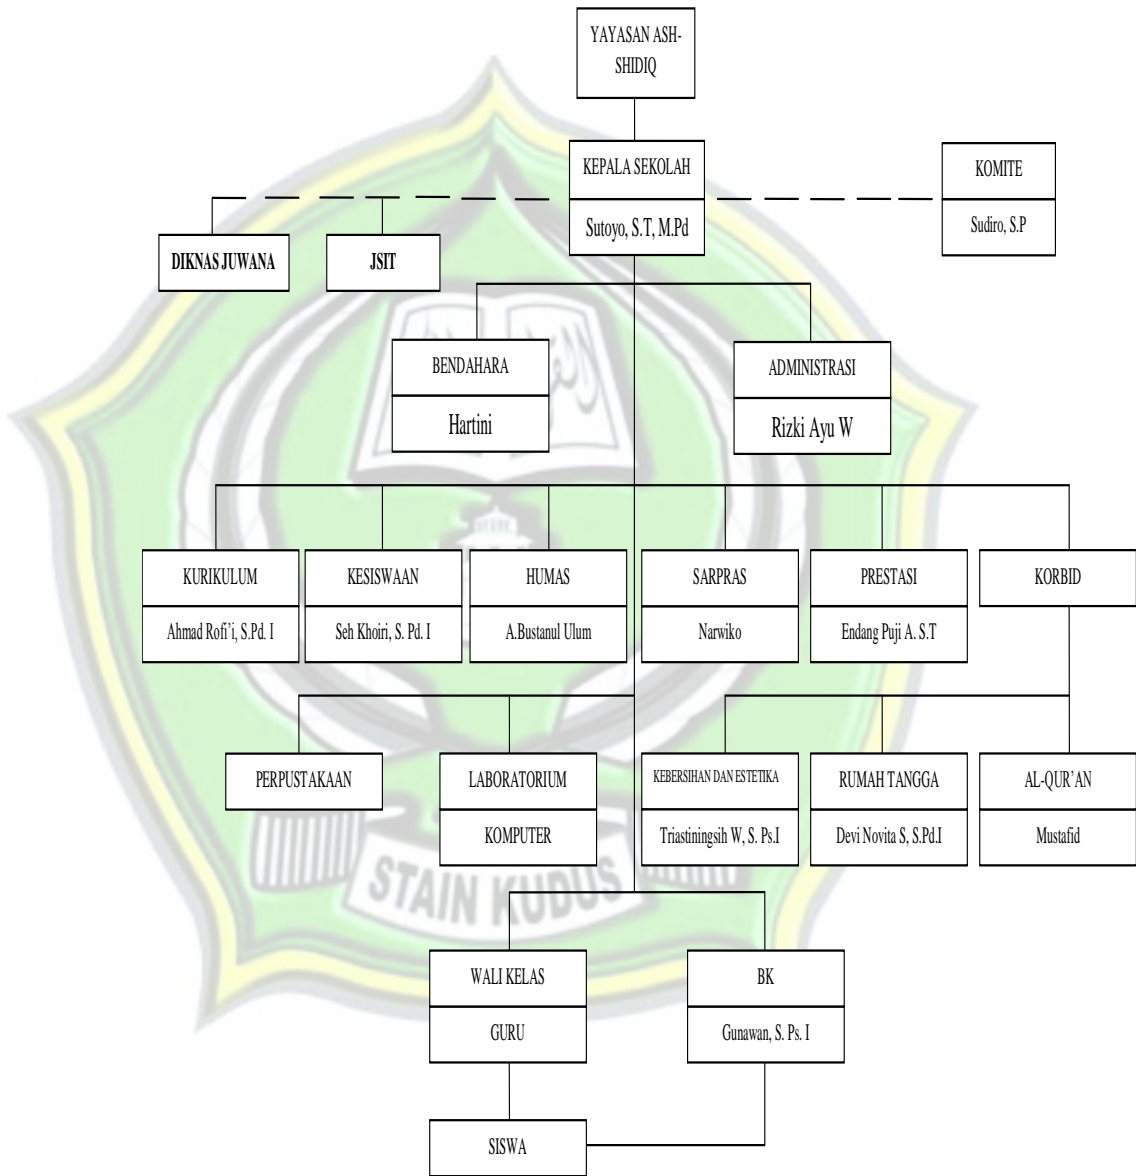 YAYASAN ASH-
SHIDIQ
KEPALA SEKOLAH
Sutoyo, S.T, M.Pd
KOMITE
Sudiro, S.P
DIKNAS JUWANA
JSIT
BENDAHARA
Hartini
ADMINISTRASI
Rizki Ayu W
KURIKULUM
Ahmad Rofi’i, S.Pd. I
KESISWAAN
Seh Khoiri, S. Pd. I
HUMAS
A.Bustanul Ulum
SARPRAS
Narwiko
PRESTASI
Endang Puji A. S.T
KORBID
PERPUSTAKAAN
LABORATORIUM
KOMPUTER
KEBERSIHAN DAN ESTETIKA
Triastiningsih W, S. Ps.I
RUMAH TANGGA
Devi Novita S, S.Pd.I
AL-QUR’AN
Mustafid
STAIN KUDUS
WALI KELAS
GURU
BK
Gunawan, S. Ps. I
SISWA